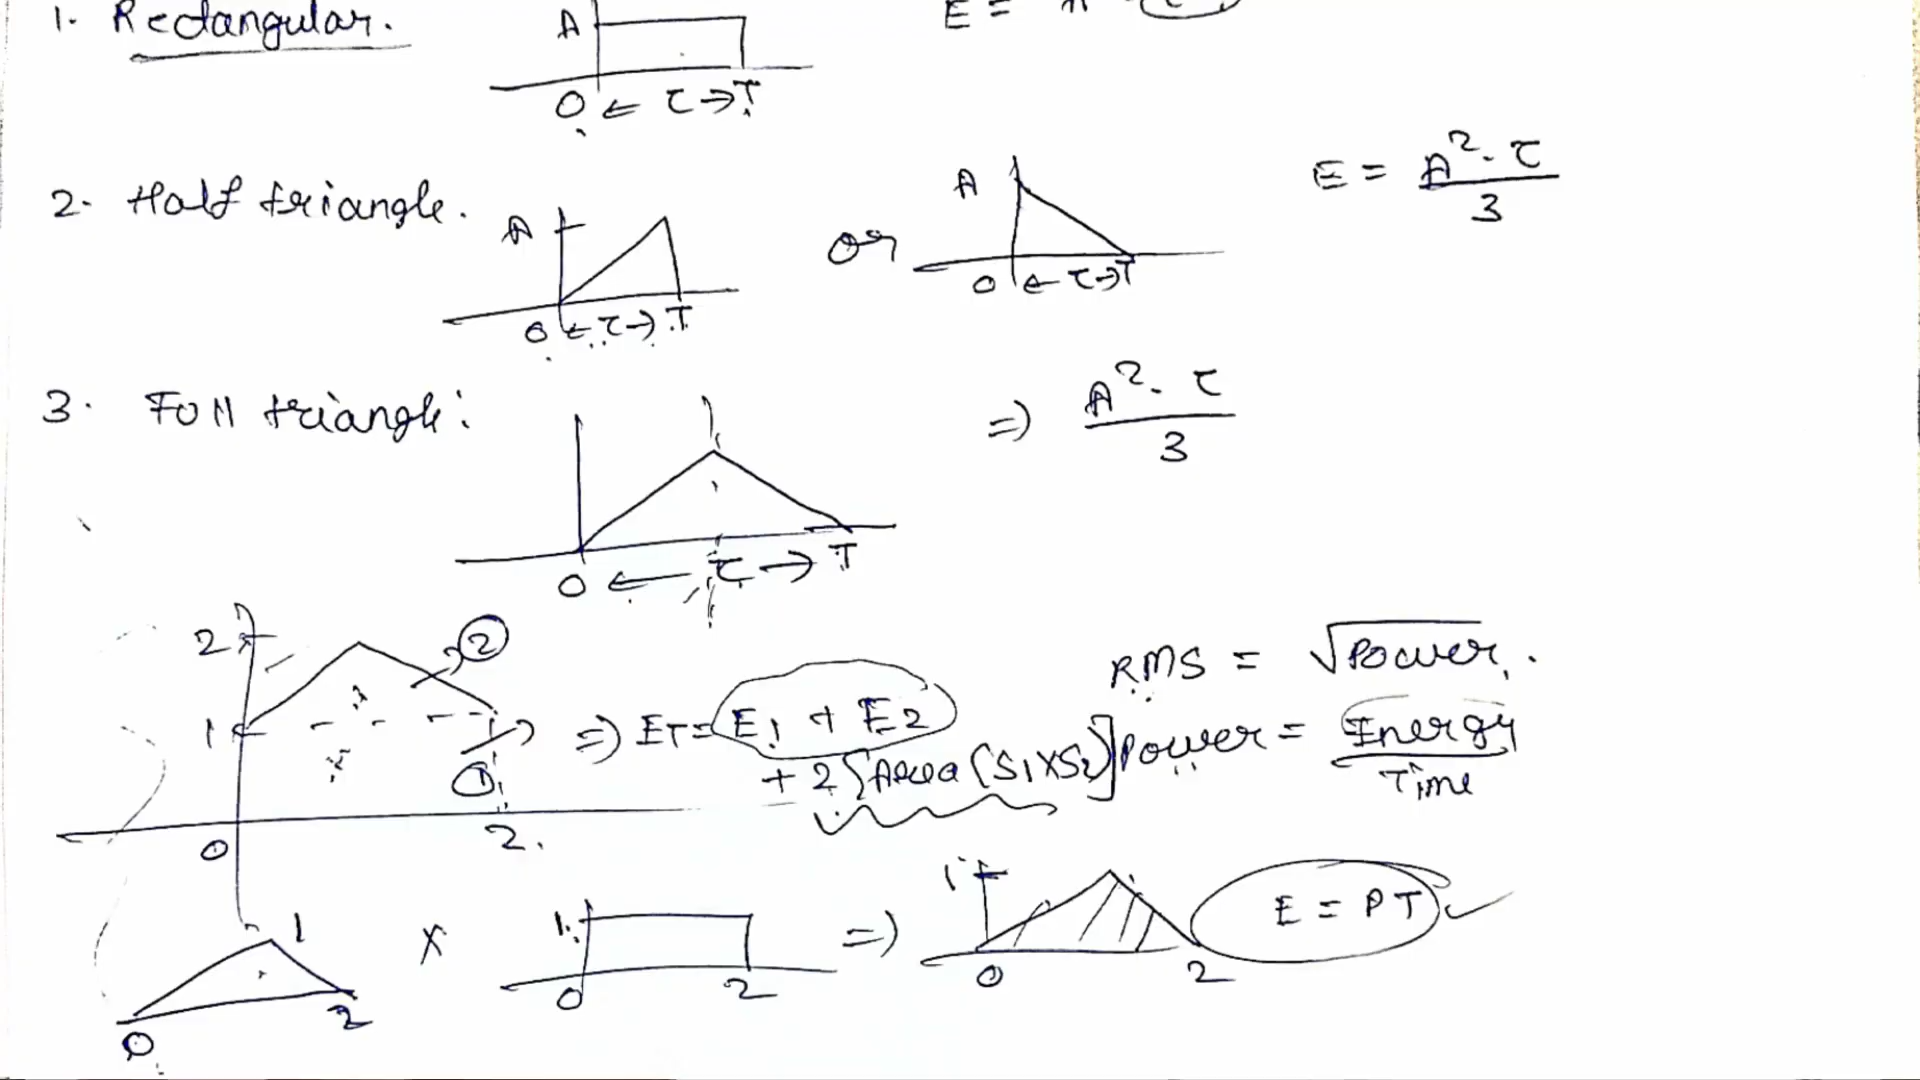 1. Rectangular.
A
0 ← τ → T
E =
2. Half triangle.
A
0 ← τ → T
or
A
0 ← τ → T
E = A². τ / 3
3. Full triangle:
0 ← τ → T
=) A². τ / 3
2
1
0
2.
②
①
=) ET = E1 + E2
+ 2 [Area (S1×S2)]
RMS = √Power.
Power = Energy / Time
1
0
2
X
1.
0
2
=)
1
0
2
E = PT ✓